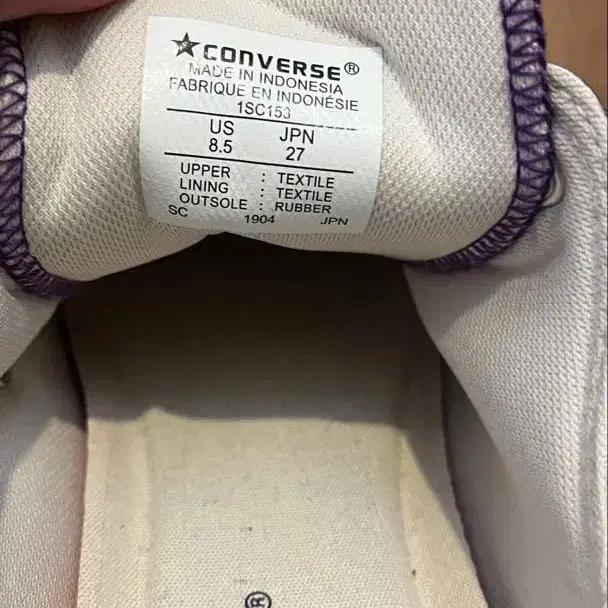 CONVERSE®
MADE IN INDONESIA
FABRIQUE EN INDONÉSIE
1SC153
US JPN
8.5 27
UPPER : TEXTILE
LINING : TEXTILE
OUTSOLE : RUBBER
SC 1904 JPN
®